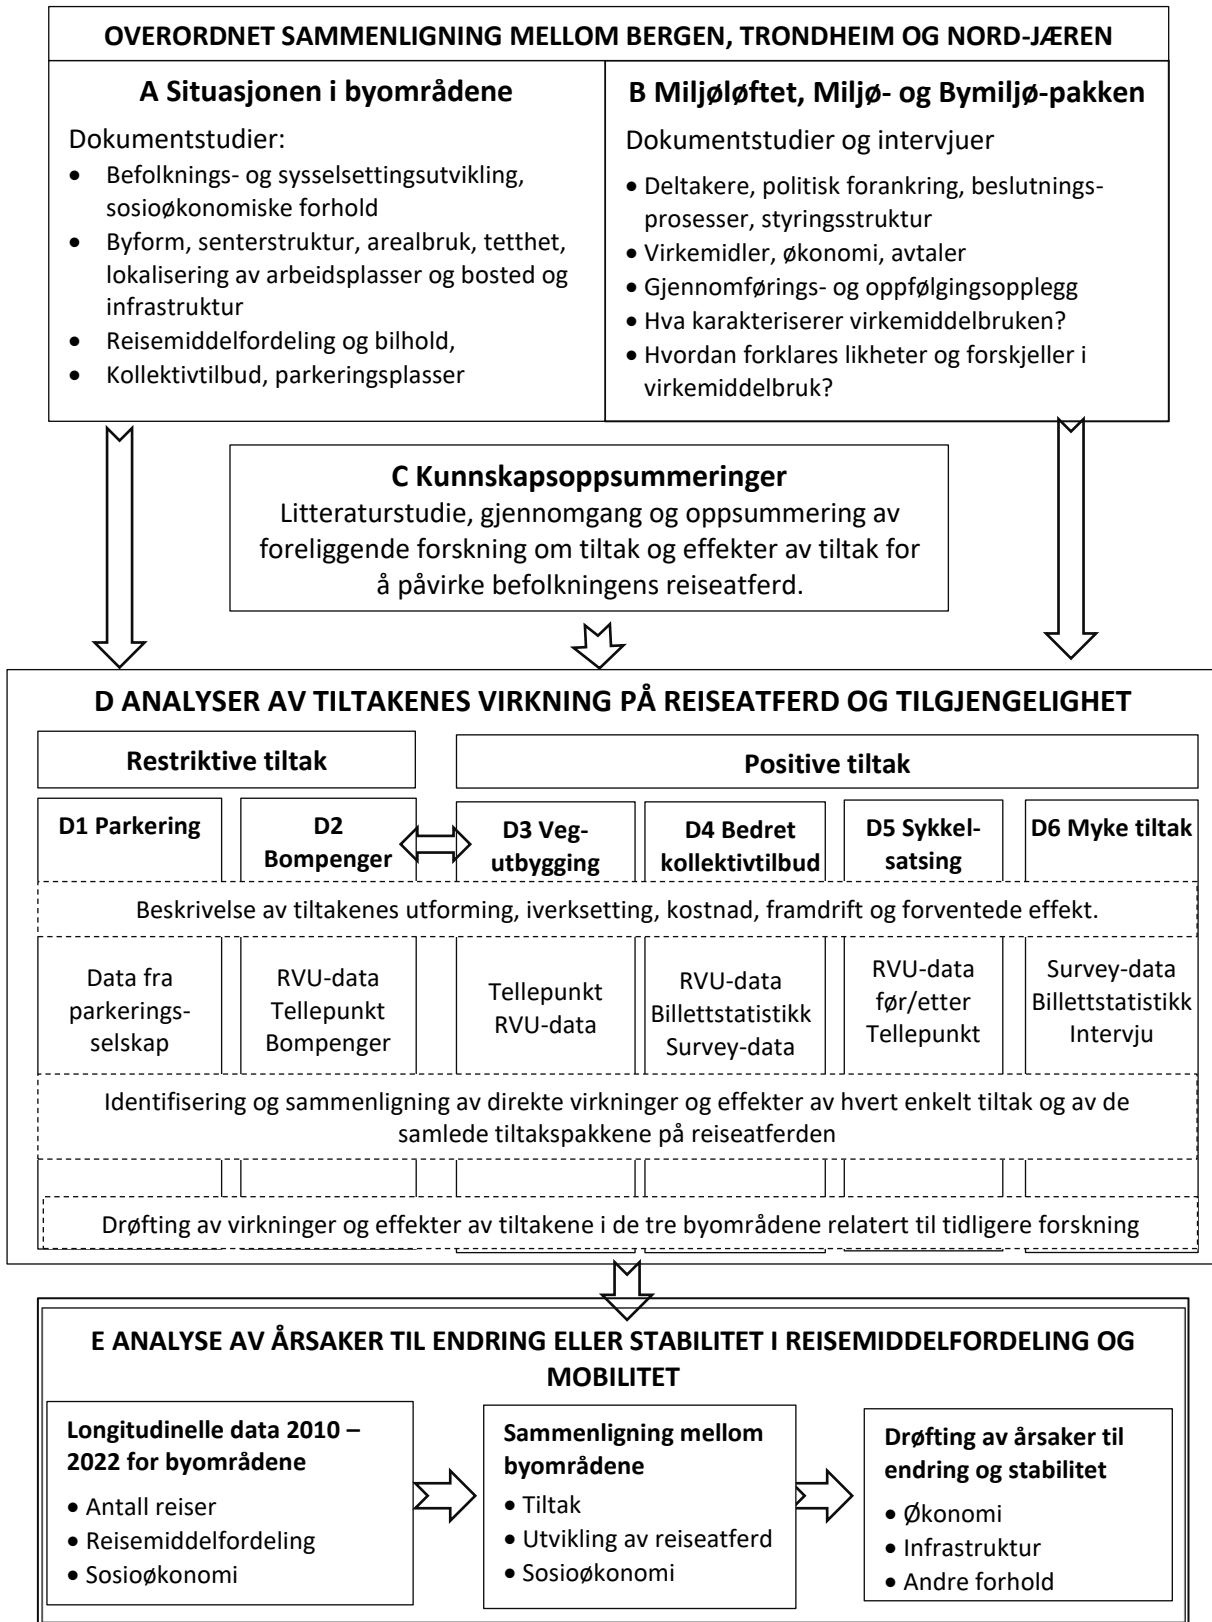 OVERORDNET SAMMENLIGNING MELLOM BERGEN, TRONDHEIM OG NORD-JÆREN
A Situasjonen i byområdene
Dokumentstudier:
• Befolknings- og sysselsettingsutvikling,
sosioøkonomiske forhold
• Byform, senterstruktur, arealbruk, tetthet,
lokalisering av arbeidsplasser og bosted og
infrastruktur
• Reisemiddelfordeling og bilhold,
• Kollektivtilbud, parkeringsplasser
B Miljøløftet, Miljø- og Bymiljø-pakken
Dokumentstudier og intervjuer
• Deltakere, politisk forankring, beslutnings-
prosesser, styringsstruktur
• Virkemidler, økonomi, avtaler
• Gjennomførings- og oppfølgingsopplegg
• Hva karakteriserer virkemiddelbruken?
• Hvordan forklares likheter og forskjeller i
virkemiddelbruk?
C Kunnskapsoppsummeringer
Litteraturstudie, gjennomgang og oppsummering av
foreliggende forskning om tiltak og effekter av tiltak for
å påvirke befolkningens reiseatferd.
D ANALYSER AV TILTAKENES VIRKNING PÅ REISEATFERD OG TILGJENGELIGHET
Restriktive tiltak
Positive tiltak
D1 Parkering
D2
Bompenger
D3 Veg-
utbygging
D4 Bedret
kollektivtilbud
D5 Sykkel-
satsing
D6 Myke tiltak
Beskrivelse av tiltakenes utforming, iverksetting, kostnad, framdrift og forventede effekt.
Data fra
parkerings-
selskap
RVU-data
Tellepunkt
Bompenger
Tellepunkt
RVU-data
RVU-data
Billettstatistikk
Survey-data
RVU-data
før/etter
Tellepunkt
Survey-data
Billettstatistikk
Intervju
Identifisering og sammenligning av direkte virkninger og effekter av hvert enkelt tiltak og av de
samlede tiltakspakkene på reiseatferden
Drøfting av virkninger og effekter av tiltakene i de tre byområdene relatert til tidligere forskning
E ANALYSE AV ÅRSAKER TIL ENDRING ELLER STABILITET I REISEMIDDELFORDELING OG
MOBILITET
Longitudinelle data 2010 –
2022 for byområdene
• Antall reiser
• Reisemiddelfordeling
• Sosioøkonomi
Sammenligning mellom
byområdene
• Tiltak
• Utvikling av reiseatferd
• Sosioøkonomi
Drøfting av årsaker til
endring og stabilitet
• Økonomi
• Infrastruktur
• Andre forhold